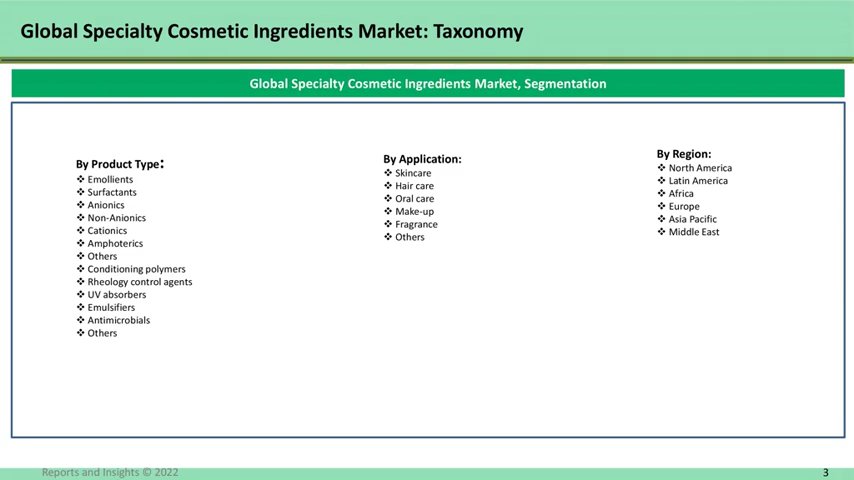 Global Specialty Cosmetic Ingredients Market: Taxonomy
Global Specialty Cosmetic Ingredients Market, Segmentation
By Product Type:
❖ Emollients
❖ Surfactants
❖ Anionics
❖ Non-Anionics
❖ Cationics
❖ Amphoterics
❖ Others
❖ Conditioning polymers
❖ Rheology control agents
❖ UV absorbers
❖ Emulsifiers
❖ Antimicrobials
❖ Others
By Application:
❖ Skincare
❖ Hair care
❖ Oral care
❖ Make-up
❖ Fragrance
❖ Others
By Region:
❖ North America
❖ Latin America
❖ Africa
❖ Europe
❖ Asia Pacific
❖ Middle East
Reports and Insights © 2022
3